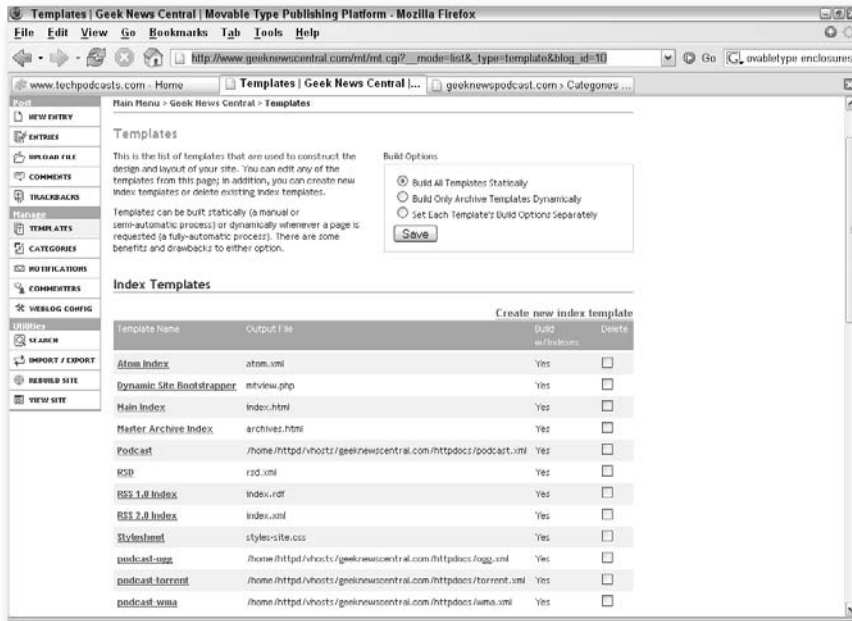 Templates | Geek News Central | Movable Type Publishing Platform - Mozilla Firefox
File Edit View Go Bookmarks Tab Tools Help
http://www.geeknewscentral.com/mt/mt.cgi?__mode=list&_type=template&blog_id=10
Go
ovabletype enclosures
www.techpodcasts.com - Home
Templates | Geek News Central |...
geeknewspodcast.com › Categories ...
Post
NEW ENTRY
ENTRIES
UPLOAD FILE
COMMENTS
TRACKBACKS
Manage
TEMPLATES
CATEGORIES
NOTIFICATIONS
COMMENTERS
WEBLOG CONFIG
Utilities
SEARCH
IMPORT / EXPORT
REBUILD SITE
VIEW SITE
Main Menu > Geek News Central > Templates
Templates
This is the list of templates that are used to construct the
design and layout of your site. You can edit any of the
templates from this page; in addition, you can create new
index templates or delete existing index templates.
Templates can be built statically (a manual or
semi-automatic process) or dynamically whenever a page is
requested (a fully-automatic process). There are some
benefits and drawbacks to either option.
Build Options
Build All Templates Statically
Build Only Archive Templates Dynamically
Set Each Template's Build Options Separately
Save
Index Templates
Create new index template
Template Name Output File Build w/Indexes Delete
Atom Index atom.xml Yes
Dynamic Site Bootstrapper mtview.php Yes
Main Index index.html Yes
Master Archive Index archives.html Yes
Podcast /home/httpd/vhosts/geeknewscentral.com/httpdocs/podcast.xml Yes
RSD rsd.xml Yes
RSS 1.0 Index index.rdf Yes
RSS 2.0 Index index.xml Yes
Stylesheet styles-site.css Yes
podcast-ogg /home/httpd/vhosts/geeknewscentral.com/httpdocs/ogg.xml Yes
podcast-torrent /home/httpd/vhosts/geeknewscentral.com/httpdocs/torrent.xml Yes
podcast-wma /home/httpd/vhosts/geeknewscentral.com/httpdocs/wma.xml Yes